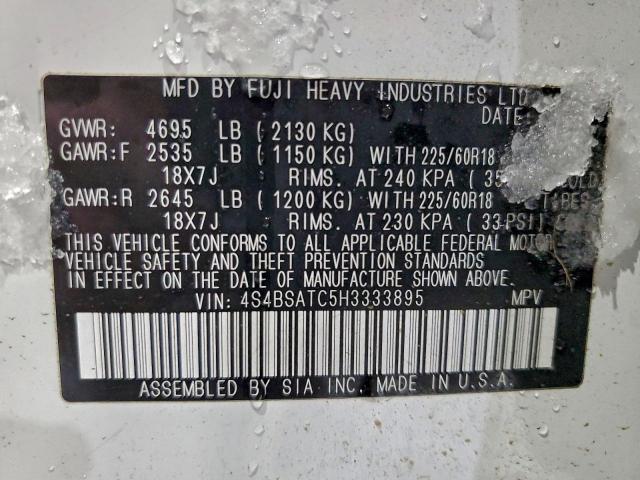 MFD BY FUJI HEAVY INDUSTRIES LTD
DATE
GVWR: 4695 LB (2130 KG)
GAWR:F 2535 LB (1150 KG) WITH 225/60R18
18X7J RIMS. AT 240 KPA (35 COLD
GAWR:R 2645 LB (1200 KG) WITH 225/60R18
18X7J RIMS. AT 230 KPA (33 PSI)
THIS VEHICLE CONFORMS TO ALL APPLICABLE FEDERAL MOTOR
VEHICLE SAFETY AND THEFT PREVENTION STANDARDS
IN EFFECT ON THE DATE OF MANUFACTURE SHOWN ABOVE.
VIN: 4S4BSATC5H3333895 MPV
ASSEMBLED BY SIA INC. MADE IN U.S.A.